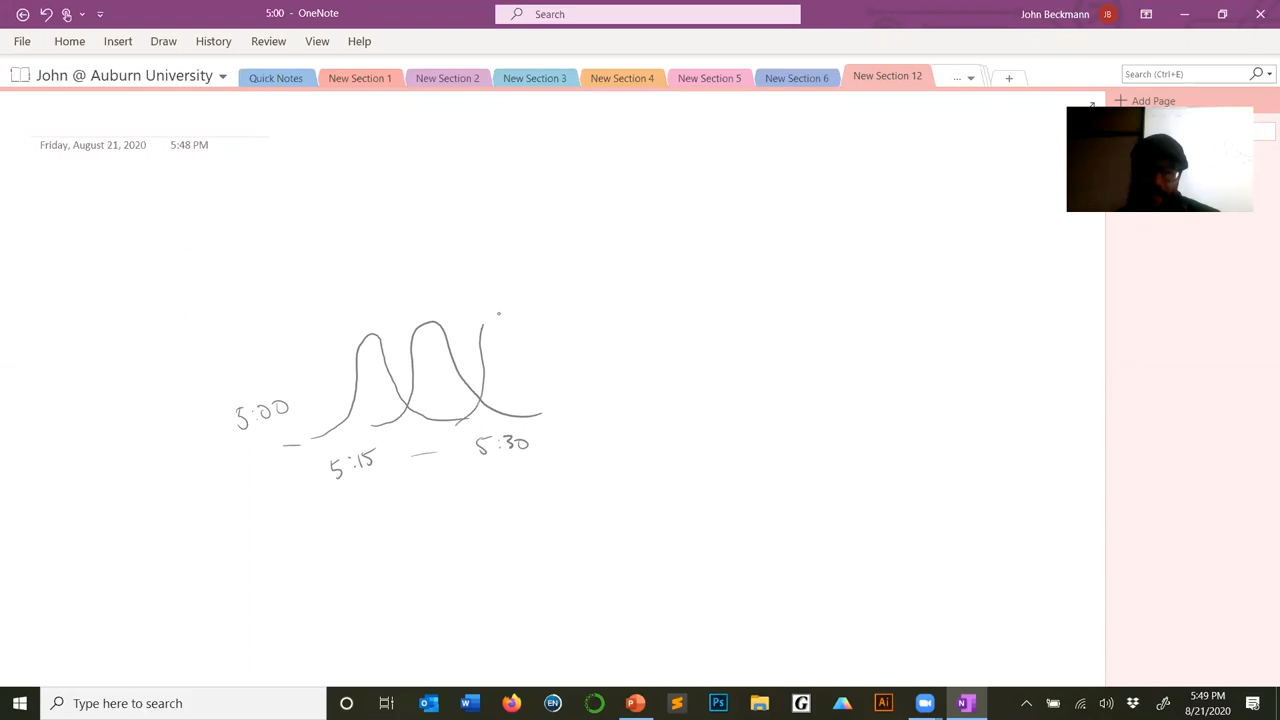 5:00 - OneNote
Search
John Beckmann
JB
File Home Insert Draw History Review View Help
John @ Auburn University
Quick Notes New Section 1 New Section 2 New Section 3 New Section 4 New Section 5 New Section 6 New Section 12 ...
Search (Ctrl+E)
Add Page
Friday, August 21, 2020 5:48 PM
5:00
—
5:15 — 5:30
Type here to search
EN
P
W
Ps
G
Ai
N
5:49 PM
8/21/2020